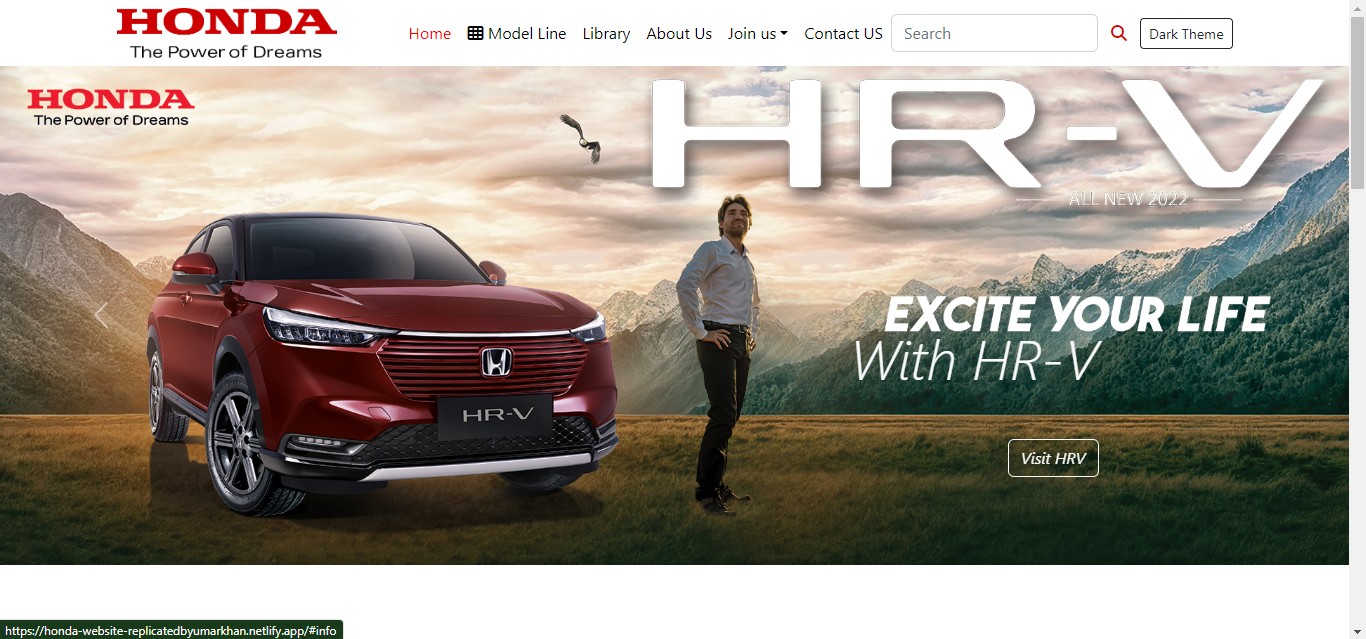 HONDA
The Power of Dreams
Home Model Line Library About Us Join us Contact US Search Dark Theme
HONDA
The Power of Dreams
HR-V
ALL NEW 2022
EXCITE YOUR LIFE
With HR-V
HR-V
Visit HRV
https://honda-website-replicatedbyumarkhan.netlify.app/#info